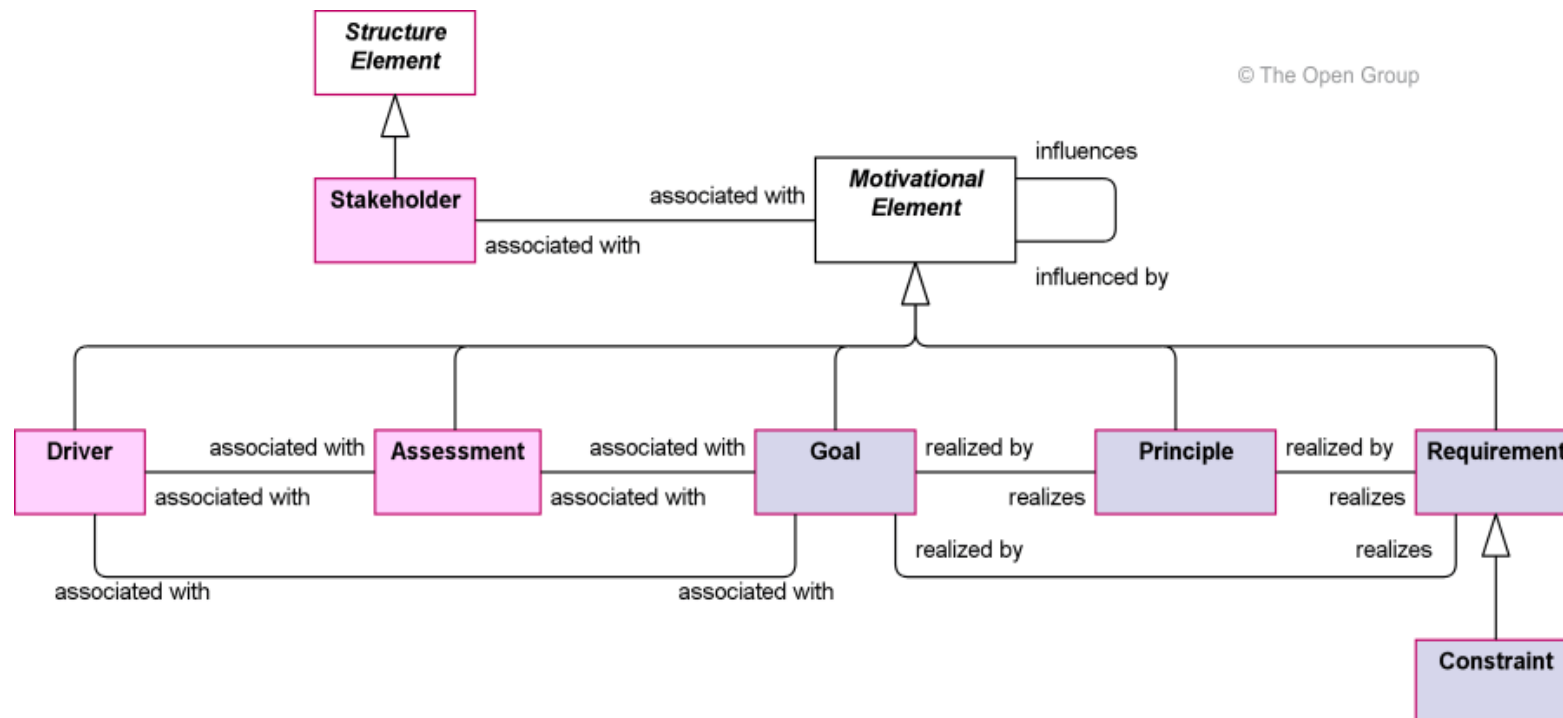 Structure
Element
© The Open Group
influences
Motivational
Element
Stakeholder
associated with
associated with
influenced by
Driver
associated with
associated with
Assessment
associated with
associated with
Goal
realized by
realizes
Principle
realized by
realizes
Requirement
realized by
realizes
associated with
associated with
Constraint